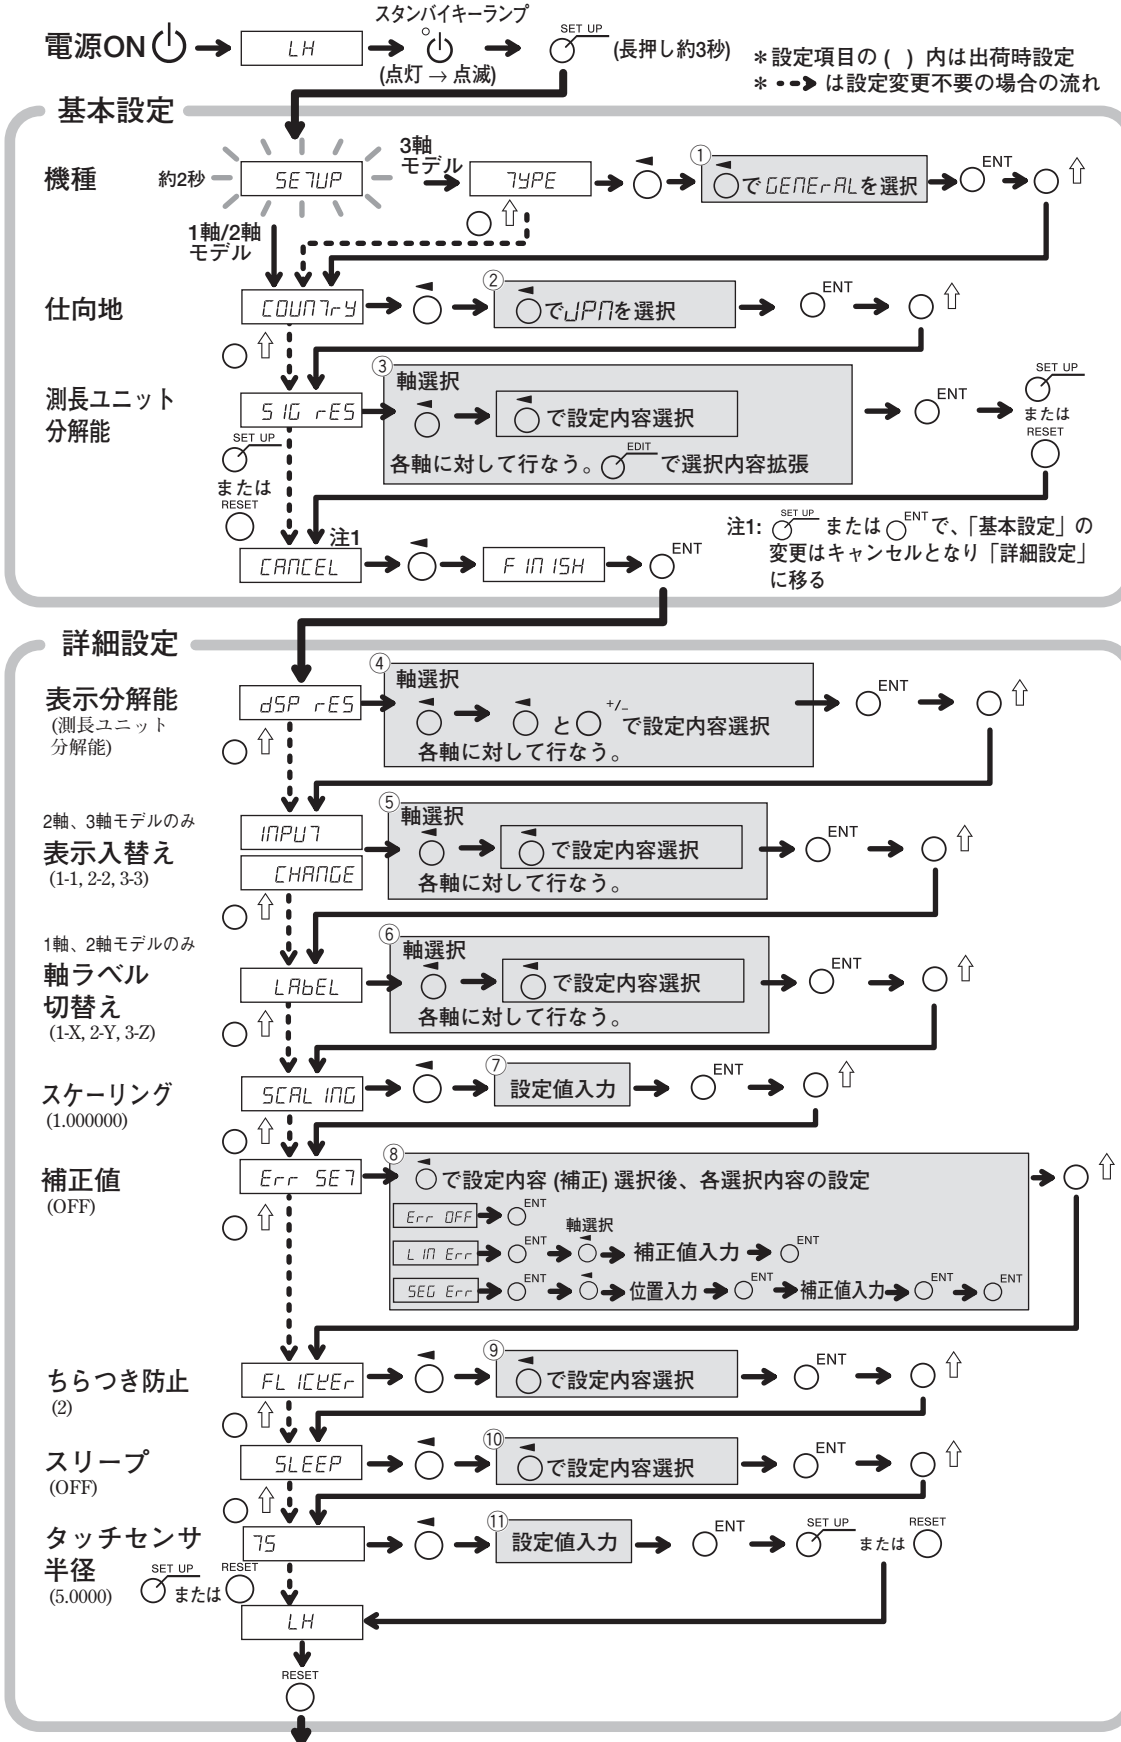 スタンバイキーランプ
電源ON LH SET UP (長押し約3秒)
(点灯 → 点滅)
＊設定項目の ( ) 内は出荷時設定
＊ は設定変更不要の場合の流れ
基本設定
機種 約2秒 SETUP 3軸モデル TYPE ① でGENErALを選択 ENT
1軸/2軸
モデル
仕向地 COUNTrY ② でJPNを選択 ENT
測長ユニット
分解能
SIG rES
③ 軸選択
で設定内容選択
各軸に対して行なう。 EDIT で選択内容拡張
ENT SET UP
または
RESET
SET UP
または
RESET
注1
CANCEL FINISH ENT
注1: SET UP または ENT で、「基本設定」の
変更はキャンセルとなり「詳細設定」
に移る
詳細設定
表示分解能
(測長ユニット
分解能)
dSP rES
④ 軸選択
と +/- で設定内容選択
各軸に対して行なう。
ENT
2軸、3軸モデルのみ
表示入替え
(1-1, 2-2, 3-3)
INPUT
CHANGE
⑤ 軸選択
で設定内容選択
各軸に対して行なう。
ENT
1軸、2軸モデルのみ
軸ラベル
切替え
(1-X, 2-Y, 3-Z)
LAbEL
⑥ 軸選択
で設定内容選択
各軸に対して行なう。
ENT
スケーリング
(1.000000)
SCALING ⑦ 設定値入力 ENT
補正値
(OFF)
Err SET
⑧ で設定内容 (補正) 選択後、各選択内容の設定
Err OFF ENT
軸選択
LIN Err ENT 補正値入力 ENT
SEG Err ENT 位置入力 ENT 補正値入力 ENT ENT
ちらつき防止
(2)
FLICKEr ⑨ で設定内容選択 ENT
スリープ
(OFF)
SLEEP ⑩ で設定内容選択 ENT
タッチセンサ
半径
(5.0000)
TS ⑪ 設定値入力 ENT SET UP または RESET
SET UP または RESET
LH
RESET